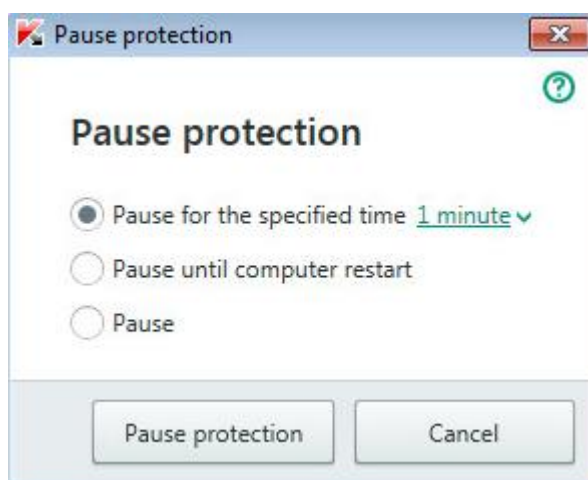 Pause protection
Pause protection
Pause for the specified time 1 minute
Pause until computer restart
Pause
Pause protection Cancel